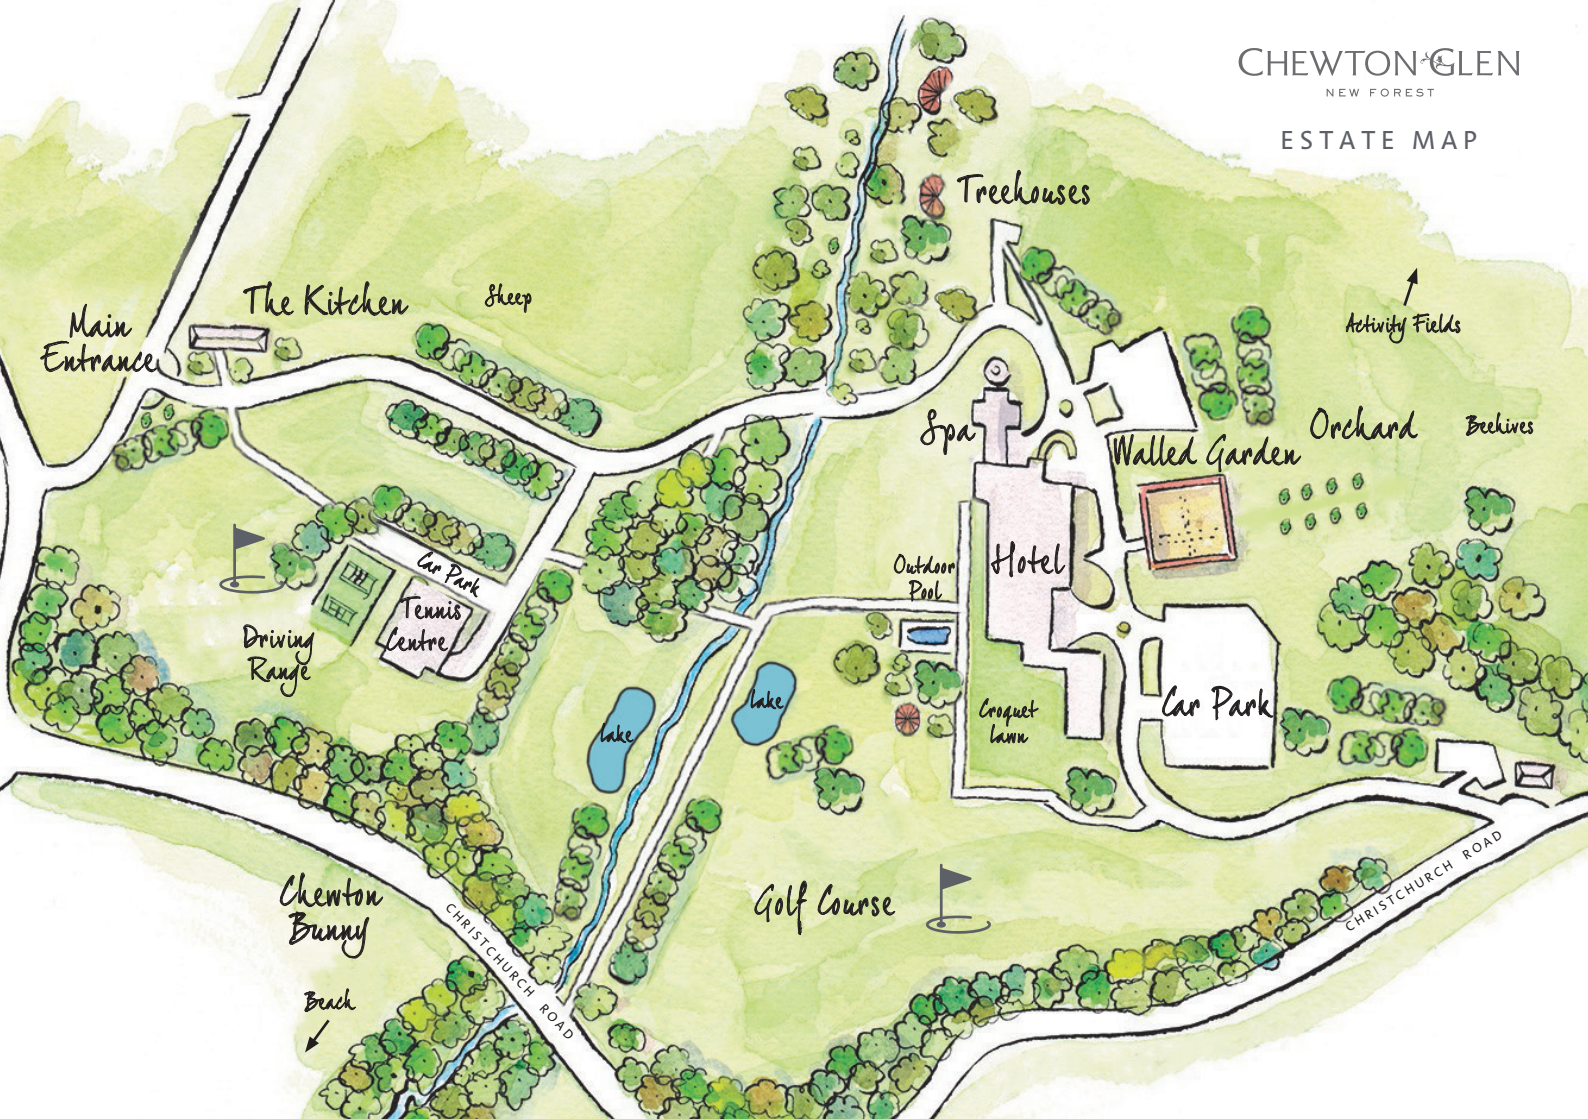 CHEWTON GLEN
NEW FOREST
ESTATE MAP
Treehouses
The Kitchen
Sheep
Main
Entrance
Activity Fields
Spa
Walled Garden
Orchard
Beehives
Hotel
Outdoor
Pool
Car Park
Tennis
Centre
Driving
Range
Lake
Lake
Croquet
Lawn
Car Park
Golf Course
Chewton
Bunny
Beach
CHRISTCHURCH ROAD
CHRISTCHURCH ROAD